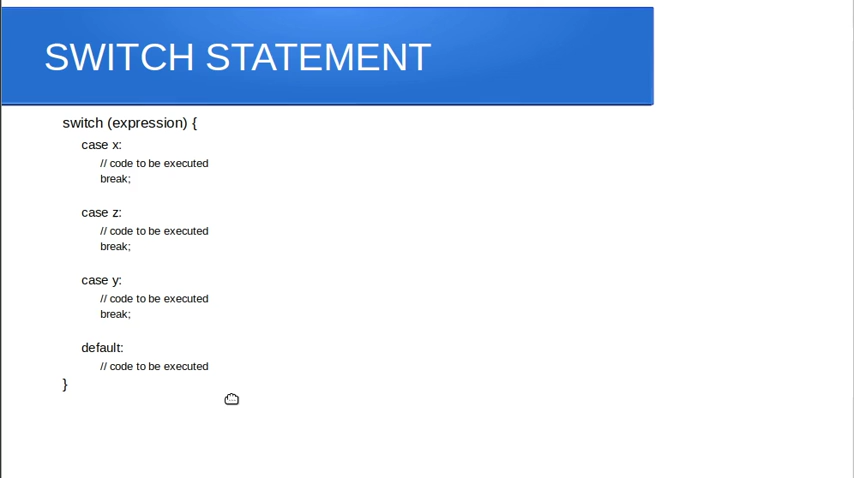 SWITCH STATEMENT
switch (expression) {
case x:
// code to be executed
break;
case z:
// code to be executed
break;
case y:
// code to be executed
break;
default:
// code to be executed
}